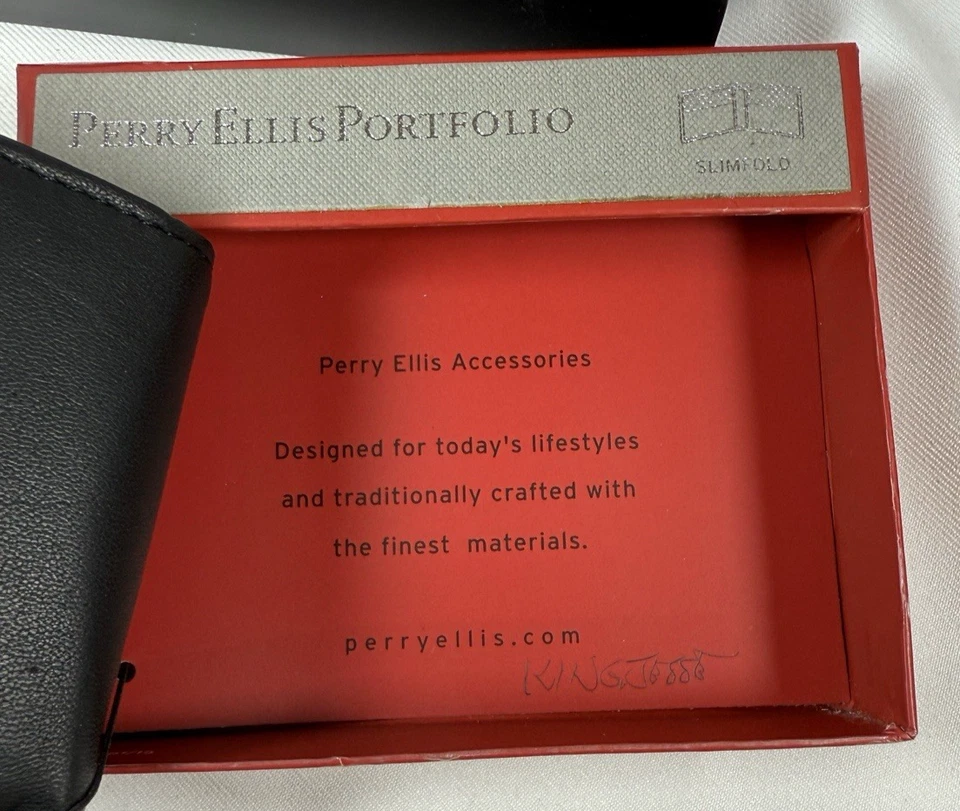 PERRY ELLIS PORTFOLIO
SLIMFOLD
Perry Ellis Accessories
Designed for today's lifestyles
and traditionally crafted with
the finest  materials.
perryellis.com